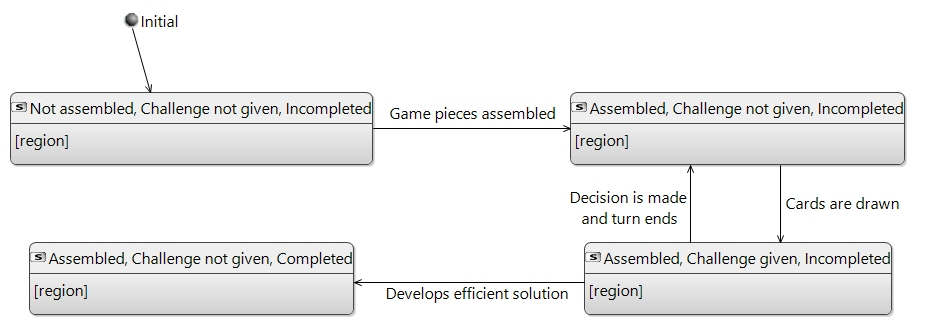 Initial
Not assembled, Challenge not given, Incompleted
[region]
Game pieces assembled
Assembled, Challenge not given, Incompleted
[region]
Decision is made
and turn ends
Cards are drawn
Assembled, Challenge not given, Completed
[region]
Develops efficient solution
Assembled, Challenge given, Incompleted
[region]